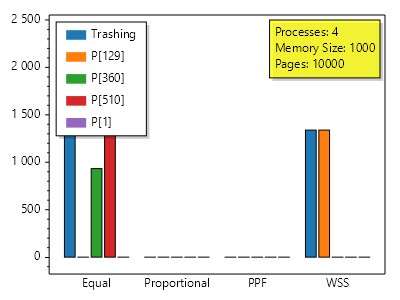 2 500
2 000
1 500
1 000
500
0
Trashing
P[129]
P[360]
P[510]
P[1]
Processes: 4
Memory Size: 1000
Pages: 10000
Equal Proportional PPF WSS